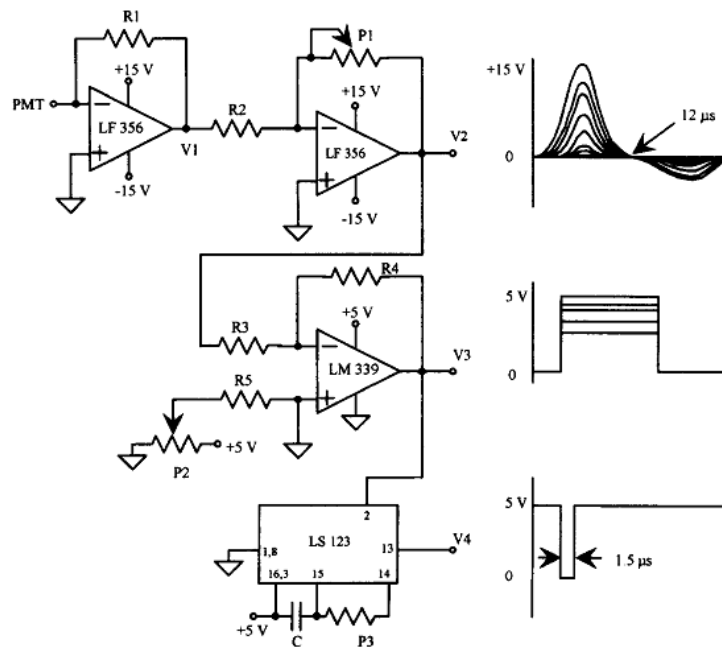 R1
+15 V
PMT
LF 356
V1
-15 V
R2
P1
+15 V
LF 356
V2
-15 V
+15 V
0
12 µs
R4
R3
+5 V
LM 339
V3
R5
P2
+5 V
5 V
0
2
LS 123
1,8
13
V4
16,3
15
14
+5 V
C
P3
5 V
0
1.5 µs